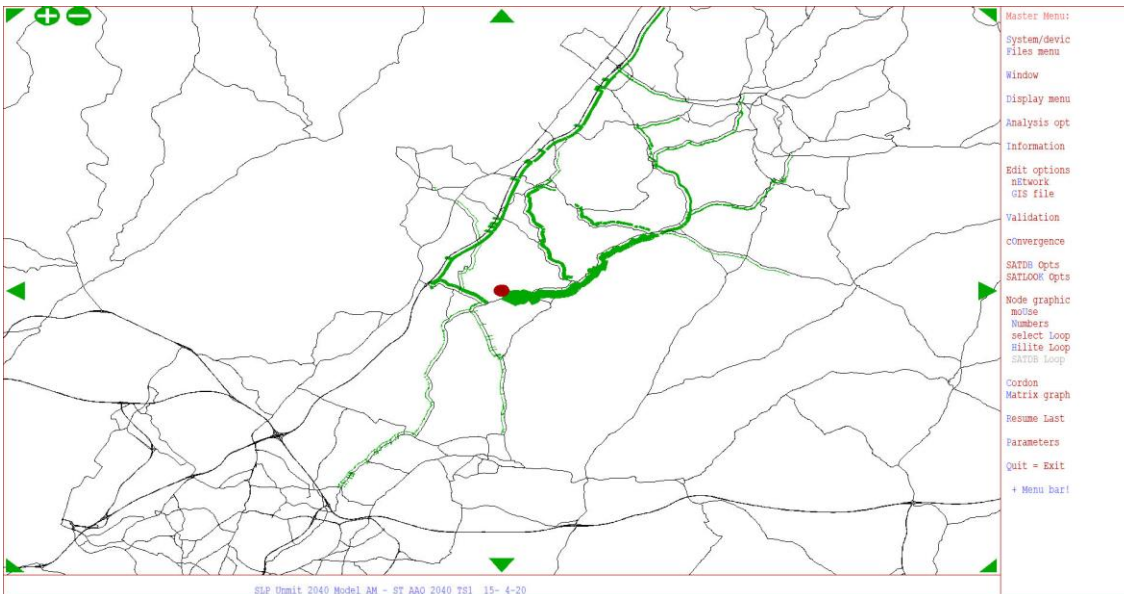 Master Menu:
System/devic
Files menu
Window
Display menu
Analysis opt
Information
Edit options
nEtwork
GIS file
Validation
cOnvergence
SATDB Opts
SATLOOK Opts
Node graphic
moUse
Numbers
select Loop
Hilite Loop
SATDB Loop
Cordon
Matrix graph
Resume Last
Parameters
Quit = Exit
+ Menu bar!
SLP Unmit 2040 Model AM - ST AAO 2040 TS1 15- 4-20